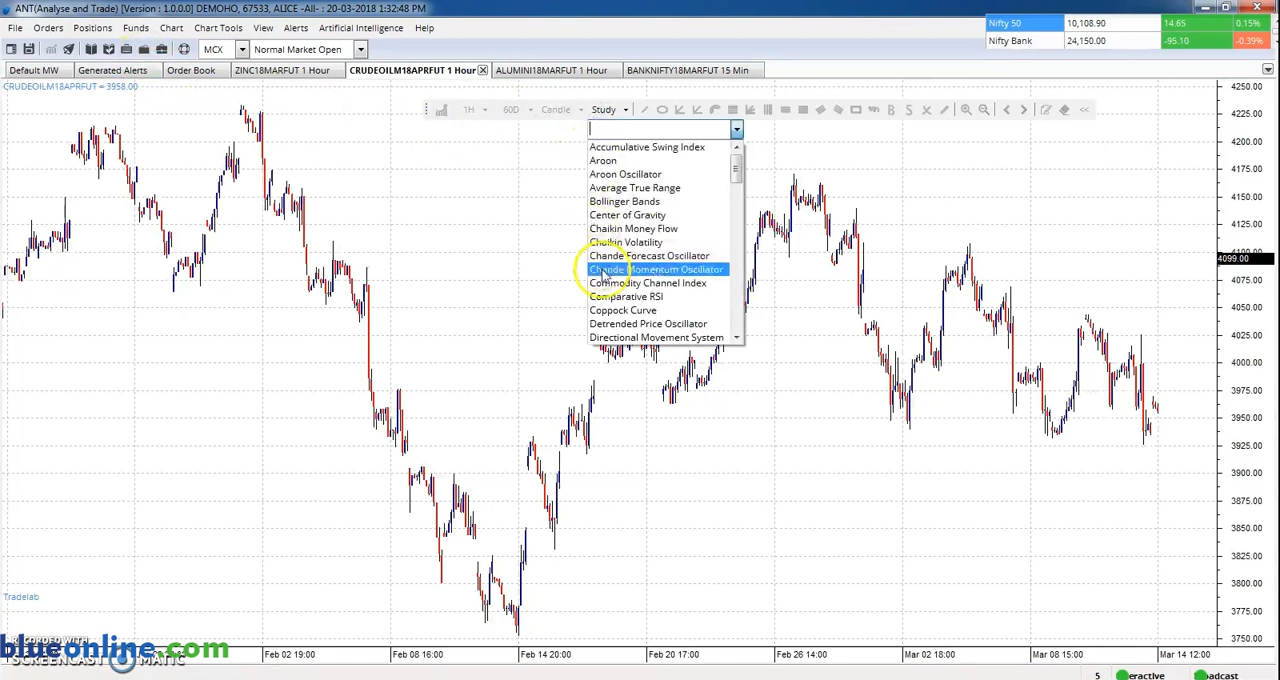 ANT(Analyse and Trade) [Version : 1.0.0.0] DEMOHO, 67533, ALICE -All- : 20-03-2018 1:32:48 PM
File Orders Positions Funds Chart Chart Tools View Alerts Artificial Intelligence Help
Nifty 50 10,108.90 14.65 0.15%
Nifty Bank 24,150.00 -95.10 -0.39%
MCX Normal Market Open
Default MW Generated Alerts Order Book ZINC18MARFUT 1 Hour CRUDEOILM18APRFUT 1 Hour ALUMINI18MARFUT 1 Hour BANKNIFTY18MARFUT 15 Min
CRUDEOILM18APRFUT = 3958.00
1H 60D Candle Study B S <<
Accumulative Swing Index
Aroon
Aroon Oscillator
Average True Range
Bollinger Bands
Center of Gravity
Chaikin Money Flow
Chaikin Volatility
Chande Forecast Oscillator
Chande Momentum Oscillator
Commodity Channel Index
Comparative RSI
Coppock Curve
Detrended Price Oscillator
Directional Movement System
4250.00
4225.00
4200.00
4175.00
4150.00
4125.00
4099.00
4075.00
4050.00
4025.00
4000.00
3975.00
3950.00
3925.00
3900.00
3875.00
3850.00
3825.00
3800.00
3775.00
3750.00
Tradelab
RECORDED WITH
blueonline.com
SCREENCAST MATIC
Feb 02 19:00 Feb 08 16:00 Feb 14 20:00 Feb 20 17:00 Feb 26 14:00 Mar 02 18:00 Mar 08 15:00 Mar 14 12:00
5